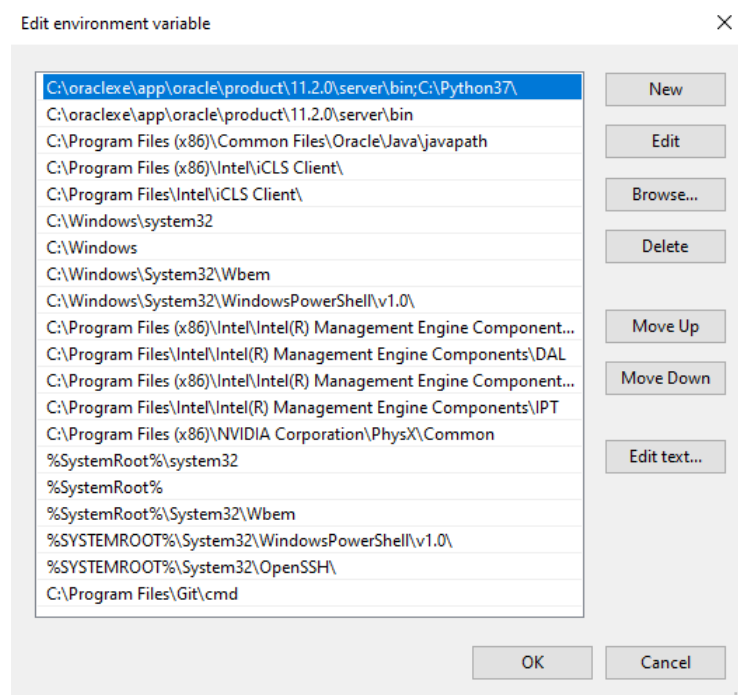 Edit environment variable
C:\oraclexe\app\oracle\product\11.2.0\server\bin;C:\Python37\
C:\oraclexe\app\oracle\product\11.2.0\server\bin
C:\Program Files (x86)\Common Files\Oracle\Java\javapath
C:\Program Files (x86)\Intel\iCLS Client\
C:\Program Files\Intel\iCLS Client\
C:\Windows\system32
C:\Windows
C:\Windows\System32\Wbem
C:\Windows\System32\WindowsPowerShell\v1.0\
C:\Program Files (x86)\Intel\Intel(R) Management Engine Component...
C:\Program Files\Intel\Intel(R) Management Engine Components\DAL
C:\Program Files (x86)\Intel\Intel(R) Management Engine Component...
C:\Program Files\Intel\Intel(R) Management Engine Components\IPT
C:\Program Files (x86)\NVIDIA Corporation\PhysX\Common
%SystemRoot%\system32
%SystemRoot%
%SystemRoot%\System32\Wbem
%SYSTEMROOT%\System32\WindowsPowerShell\v1.0\
%SYSTEMROOT%\System32\OpenSSH\
C:\Program Files\Git\cmd
New
Edit
Browse...
Delete
Move Up
Move Down
Edit text...
OK
Cancel